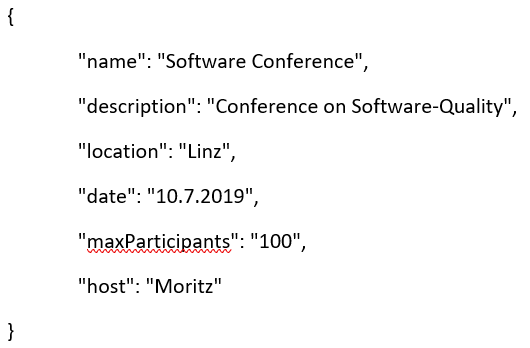 {
"name": "Software Conference",
"description": "Conference on Software-Quality",
"location": "Linz",
"date": "10.7.2019",
"maxParticipants": "100",
"host": "Moritz"
}